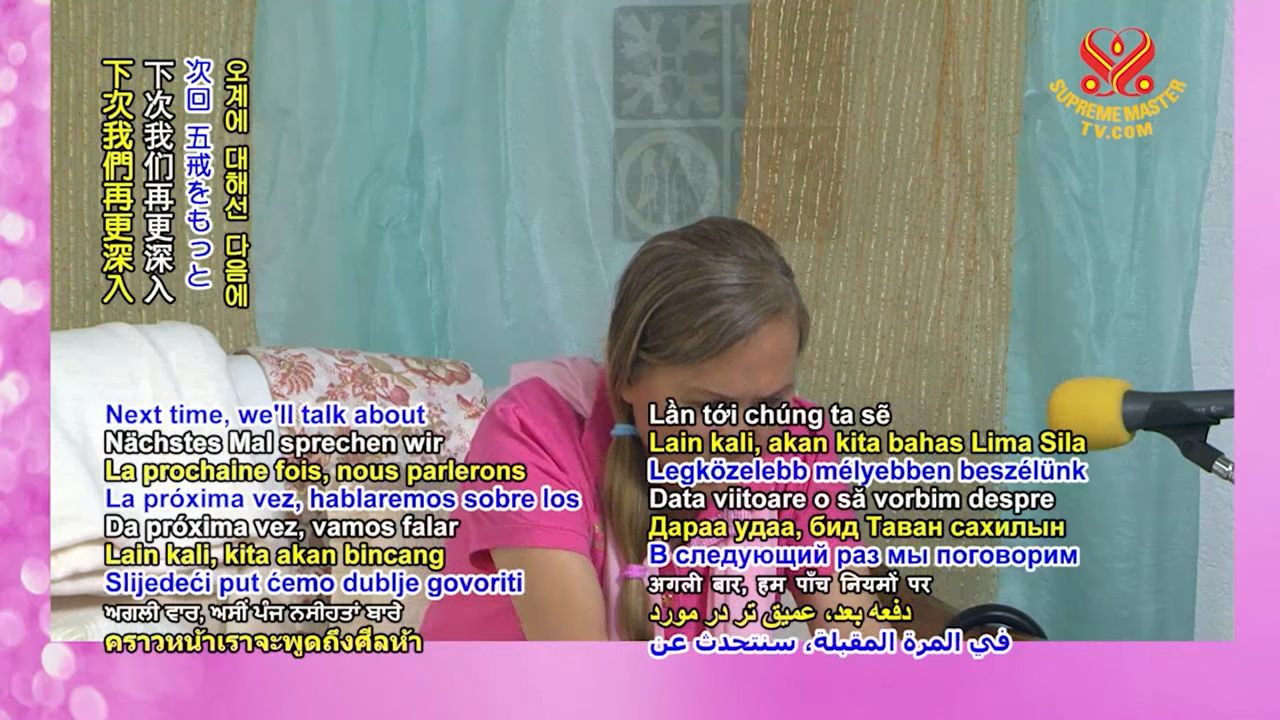 오계에 대해선 다음에
次回 五戒をもっと
下次我们再更深入
下次我們再更深入
SUPREME MASTER
TV.COM
Next time, we'll talk about
Nächstes Mal sprechen wir
La prochaine fois, nous parlerons
La próxima vez, hablaremos sobre los
Da próxima vez, vamos falar
Lain kali, kita akan bincang
Slijedeći put ćemo dublje govoriti
ਅਗਲੀ ਵਾਰ, ਅਸੀਂ ਪੰਜ ਨਸੀਹਤਾਂ ਬਾਰੇ
คราวหน้าเราจะพูดถึงศีลห้า
Lần tới chúng ta sẽ
Lain kali, akan kita bahas Lima Sila
Legközelebb mélyebben beszélünk
Data viitoare o să vorbim despre
Дараа удаа, бид Таван сахилын
В следующий раз мы поговорим
अगली बार, हम पाँच नियमों पर
دفعه بعد، عمیق تر در مورد
في المرة المقبلة، سنتحدث عن